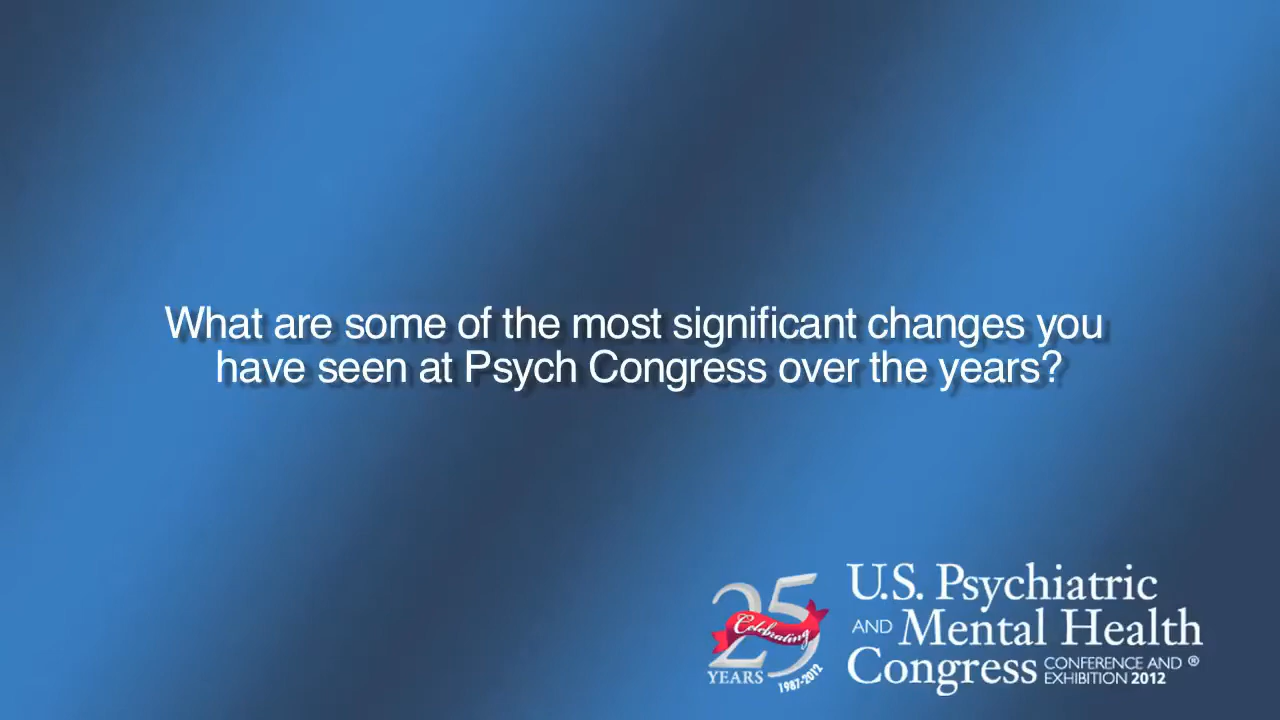 What are some of the most significant changes you
have seen at Psych Congress over the years?
25
Celebrating
YEARS
1987-2012
U.S. Psychiatric
AND Mental Health
Congress CONFERENCE AND ®
EXHIBITION 2012